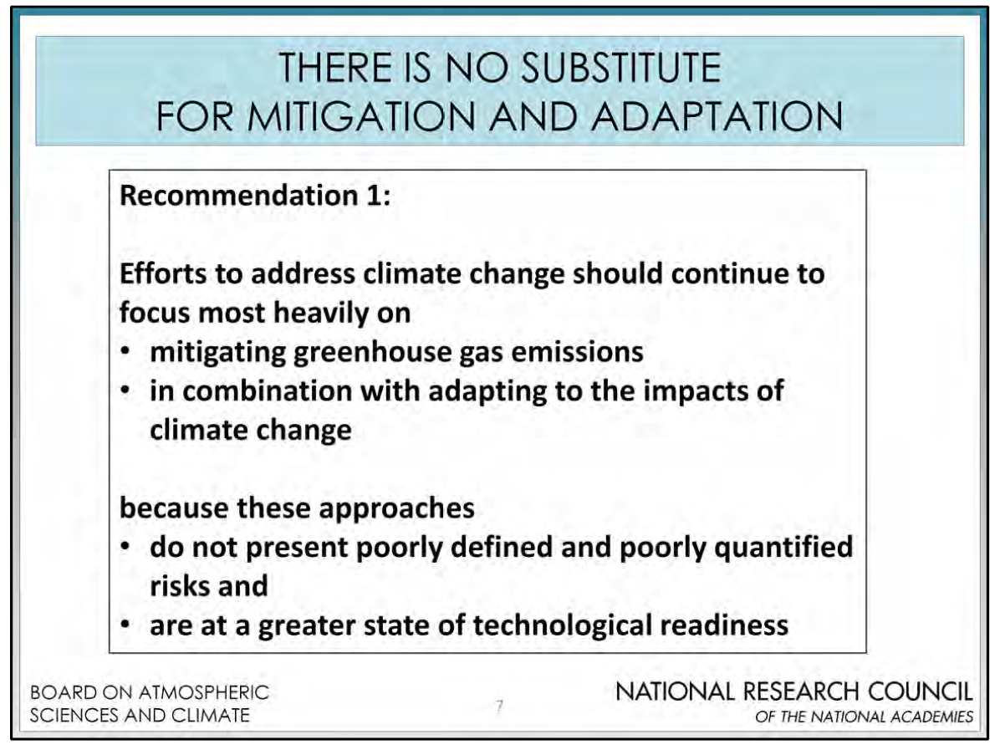 THERE IS NO SUBSTITUTE
FOR MITIGATION AND ADAPTATION
Recommendation 1:
Efforts to address climate change should continue to
focus most heavily on
• mitigating greenhouse gas emissions
• in combination with adapting to the impacts of
climate change
because these approaches
• do not present poorly defined and poorly quantified
risks and
• are at a greater state of technological readiness
BOARD ON ATMOSPHERIC
SCIENCES AND CLIMATE
7
NATIONAL RESEARCH COUNCIL
OF THE NATIONAL ACADEMIES